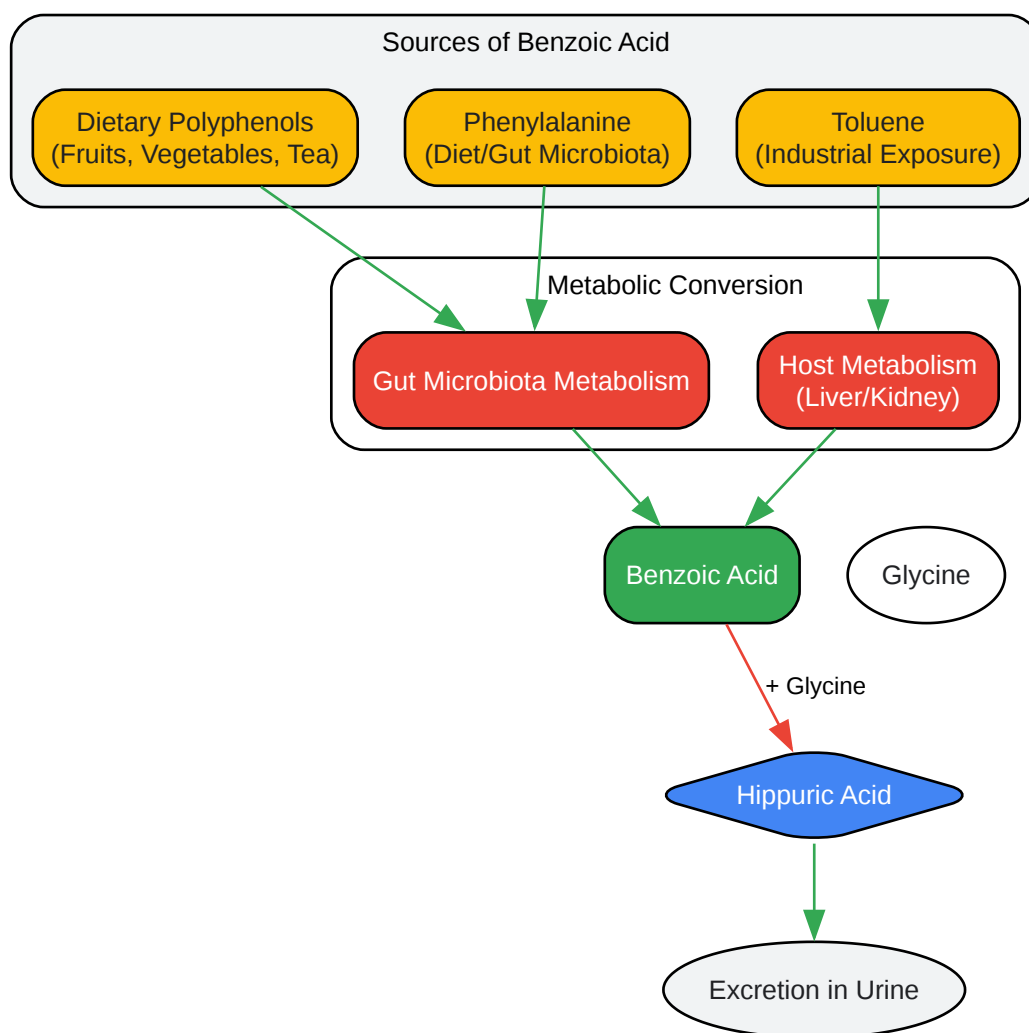 Sources of Benzoic Acid
Dietary Polyphenols
(Fruits, Vegetables, Tea)
Phenylalanine
(Diet/Gut Microbiota)
Toluene
(Industrial Exposure)
Metabolic Conversion
Gut Microbiota Metabolism
Host Metabolism
(Liver/Kidney)
Benzoic Acid
Glycine
+ Glycine
Hippuric Acid
Excretion in Urine